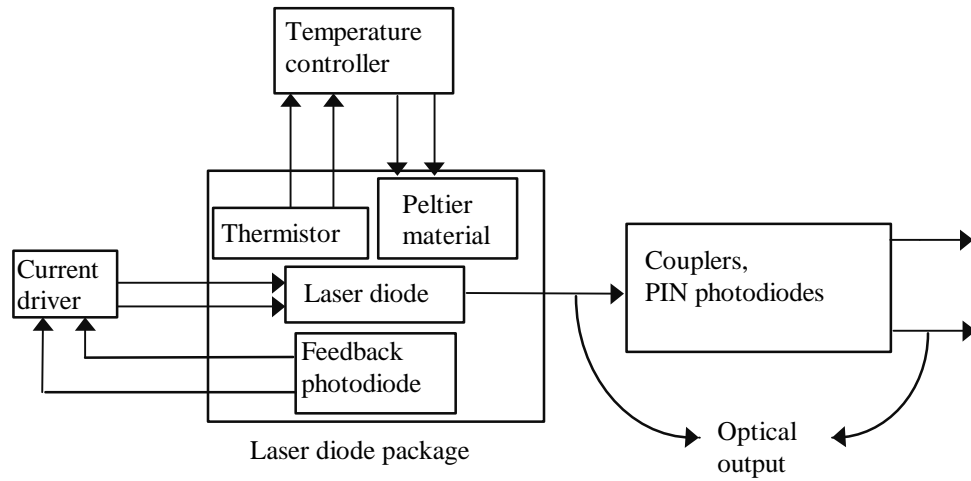 Temperature
controller
Thermistor
Peltier
material
Current
driver
Laser diode
Feedback
photodiode
Laser diode package
Couplers,
PIN photodiodes
Optical
output